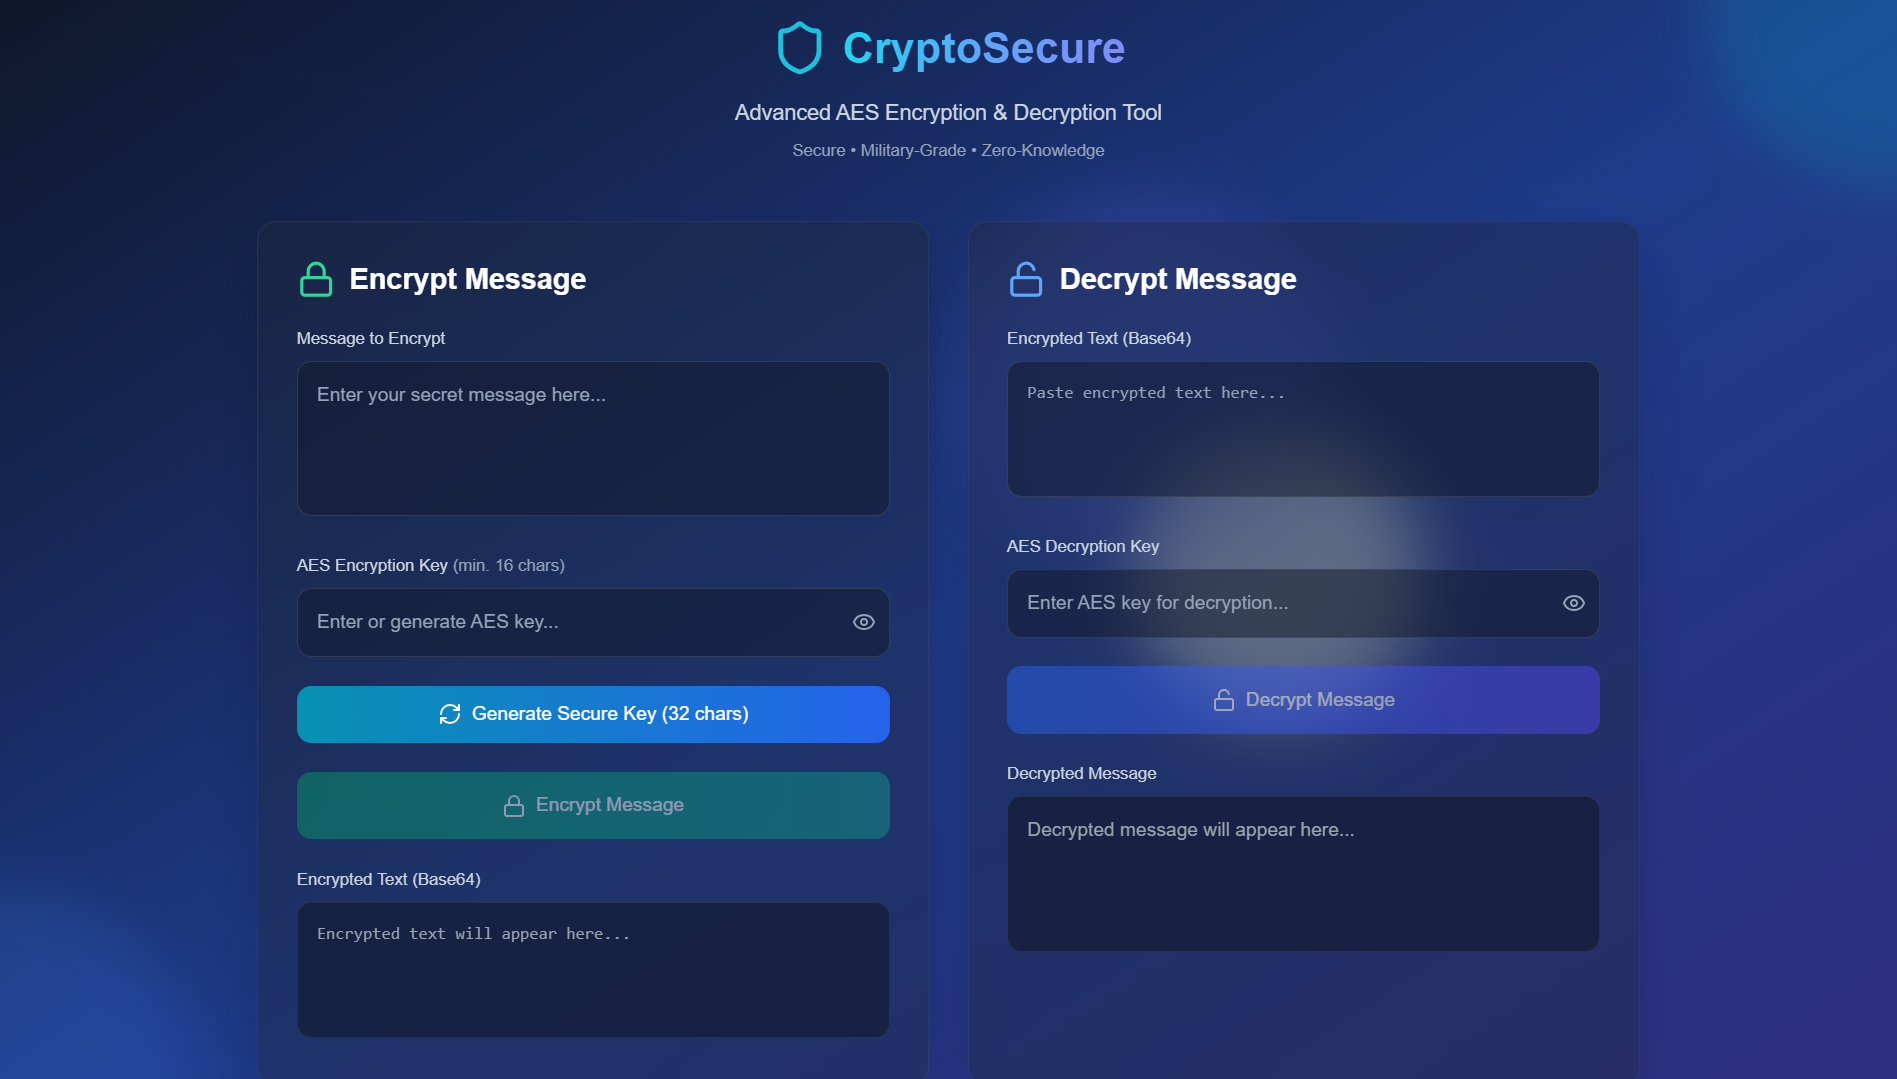 CryptoSecure
Advanced AES Encryption & Decryption Tool
Secure • Military-Grade • Zero-Knowledge
Encrypt Message
Message to Encrypt
Enter your secret message here...
AES Encryption Key (min. 16 chars)
Enter or generate AES key...
Generate Secure Key (32 chars)
Encrypt Message
Encrypted Text (Base64)
Encrypted text will appear here...
Decrypt Message
Encrypted Text (Base64)
Paste encrypted text here...
AES Decryption Key
Enter AES key for decryption...
Decrypt Message
Decrypted Message
Decrypted message will appear here...